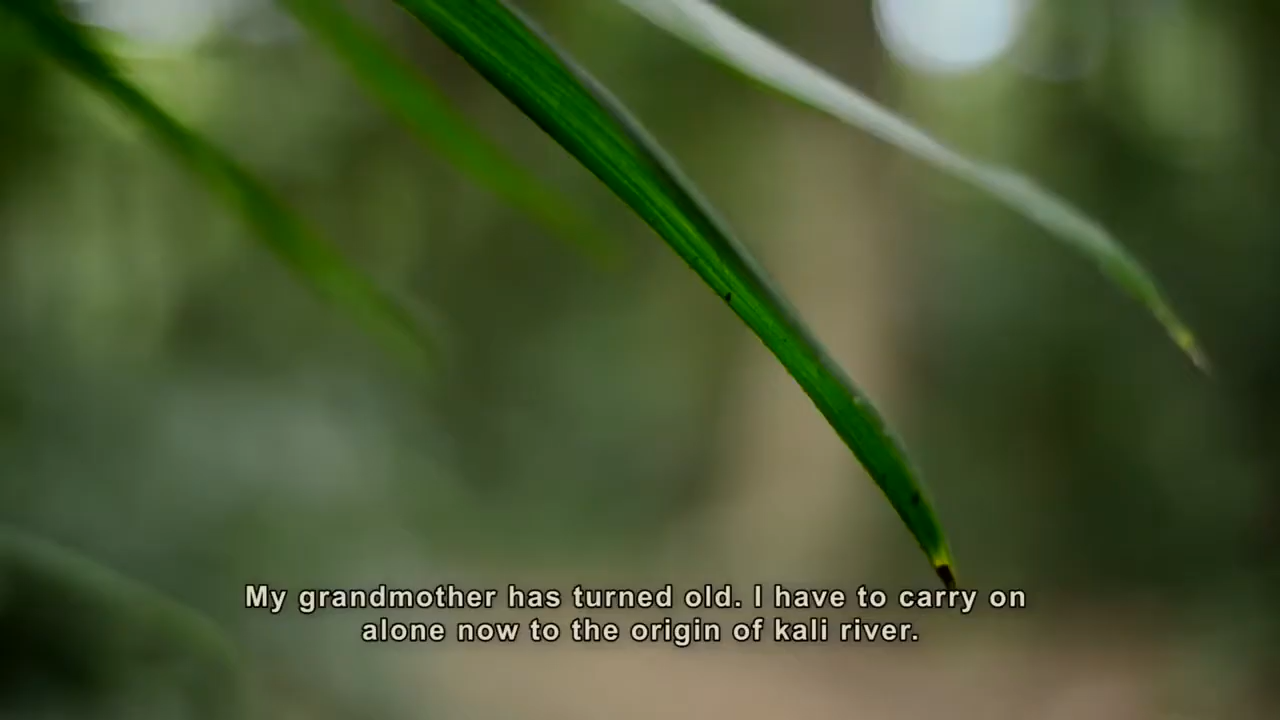 My grandmother has turned old. I have to carry on
alone now to the origin of kali river.